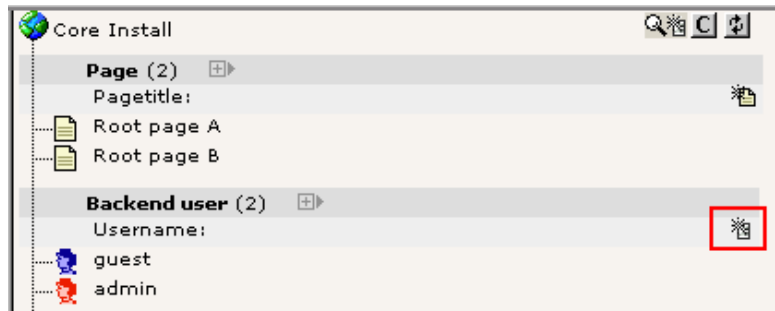 Core Install
C
Page (2)
Pagetitle:
Root page A
Root page B
Backend user (2)
Username:
guest
admin